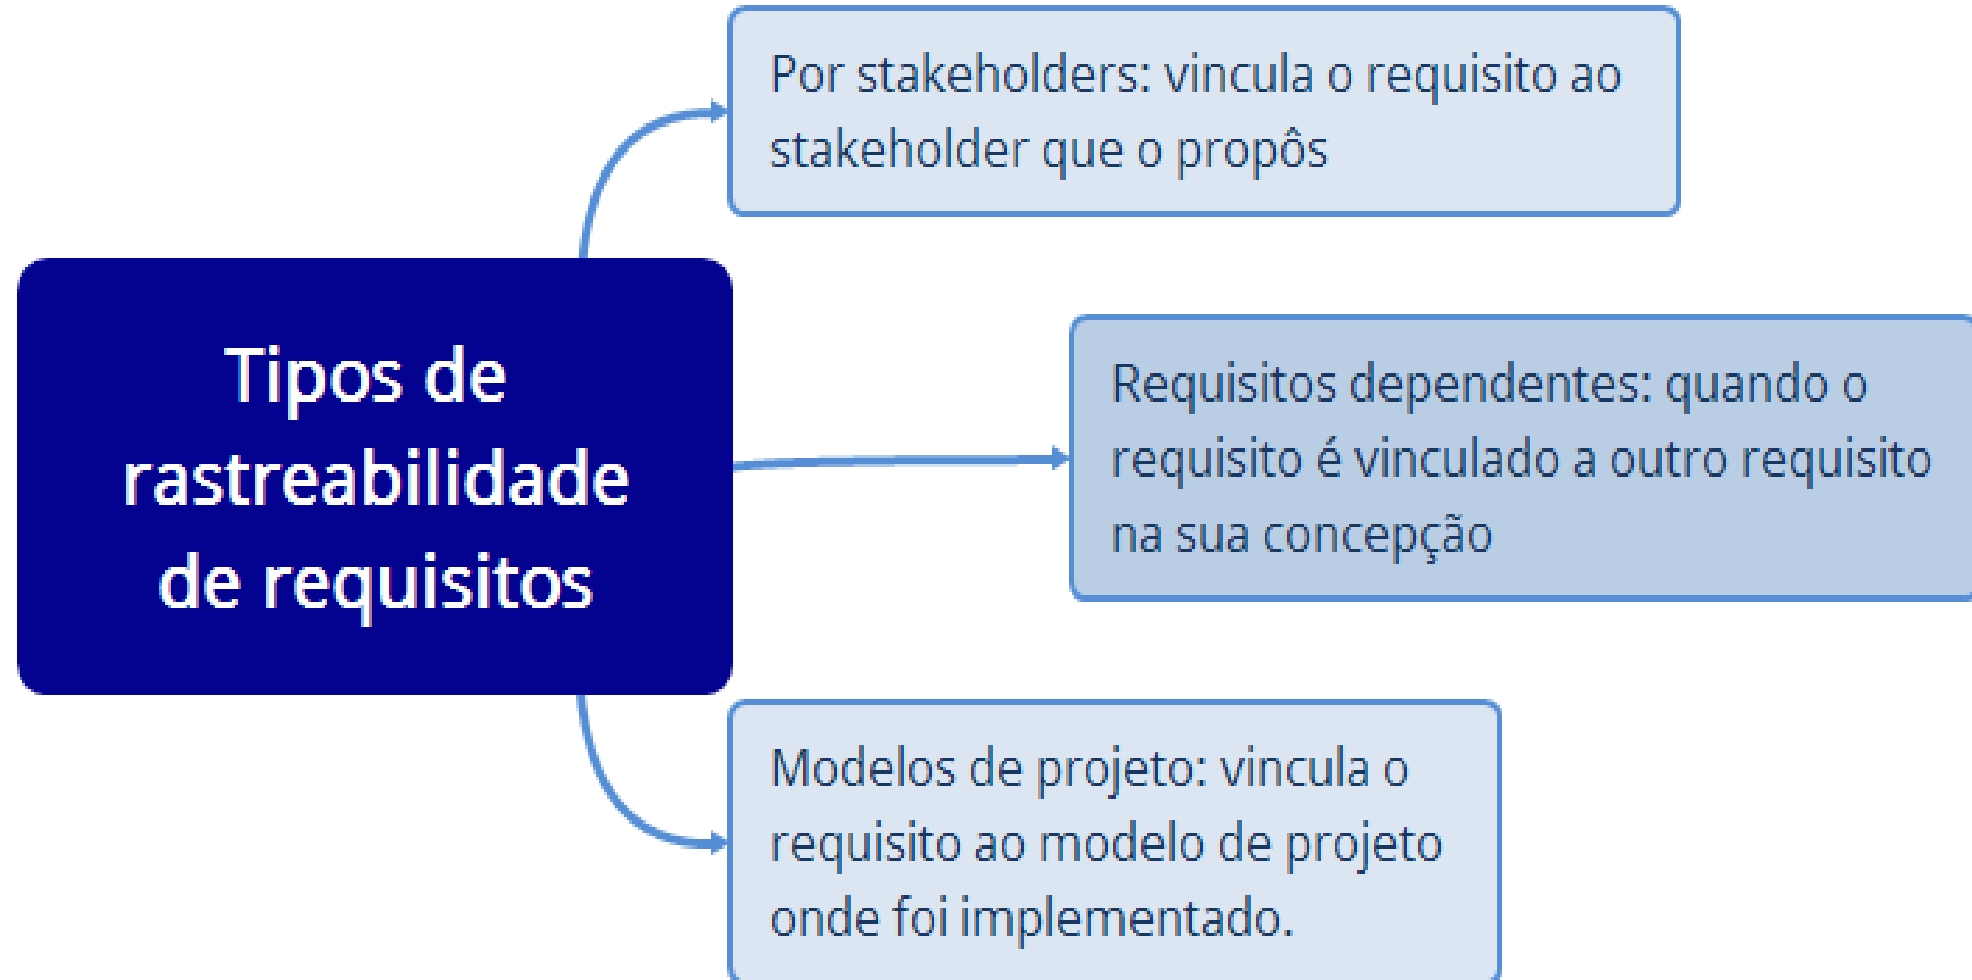 Tipos de
rastreabilidade
de requisitos
Por stakeholders: vincula o requisito ao
stakeholder que o propôs
Requisitos dependentes: quando o
requisito é vinculado a outro requisito
na sua concepção
Modelos de projeto: vincula o
requisito ao modelo de projeto
onde foi implementado.